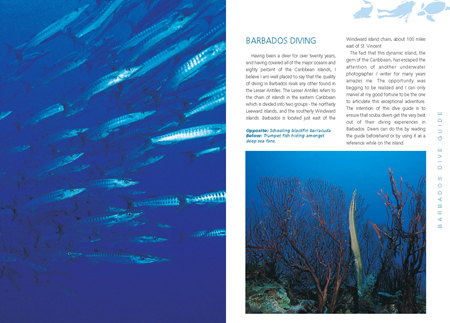 BARBADOS DIVING
Having been a diver for over twenty years,
and having covered all of the major oceans and
eighty percent of the Caribbean islands, I
believe I am well placed to say that the quality
of diving in Barbados rivals any other found in
the Lesser Antilles. The Lesser Antilles refers to
the chain of islands in the eastern Caribbean
which is divided into two groups - the northerly
Leeward islands, and the southerly Windward
islands. Barbados is located just east of the
Opposite: Schooling blackfin barracuda.
Below: Trumpet fish hiding amongst
deep sea fans.
Windward island chain, about 100 miles
east of St. Vincent.
The fact that this dynamic island, the
gem of the Caribbean, has escaped the
attention of another underwater
photographer / writer for many years
amazes me. The opportunity was
begging to be realized and I can only
marvel at my good fortune to be the one
to articulate this exceptional adventure.
The intention of this dive guide is to
ensure that scuba divers get the very best
out of their diving experiences in
Barbados. Divers can do this by reading
the guide beforehand or by using it as a
reference while on the island.
BARBADOS DIVE GUIDE